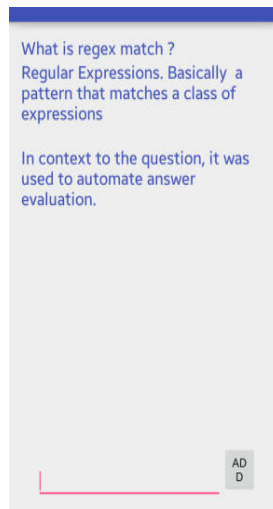 What is regex match ?
Regular Expressions. Basically a
pattern that matches a class of
expressions
In context to the question, it was
used to automate answer
evaluation.
AD
D